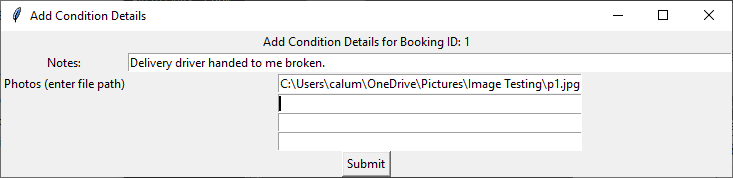 Add Condition Details
Add Condition Details for Booking ID: 1
Notes: Delivery driver handed to me broken.
Photos (enter file path) C:\Users\calum\OneDrive\Pictures\Image Testing\p1.jpg
Submit